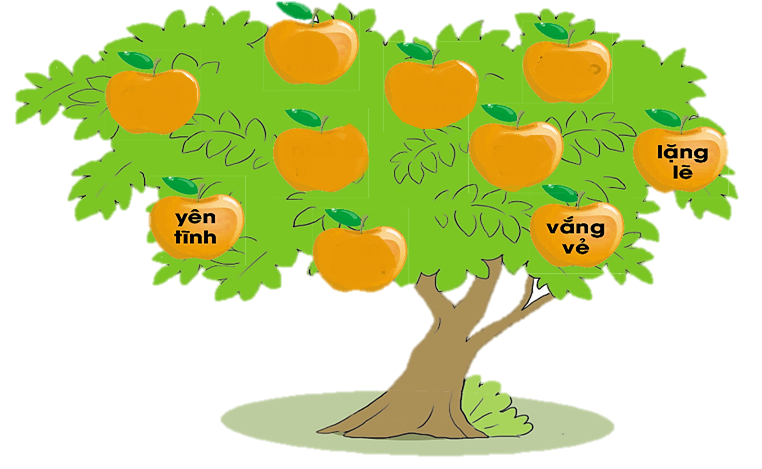 lặng
lẽ
yên
tĩnh
vắng
vẻ